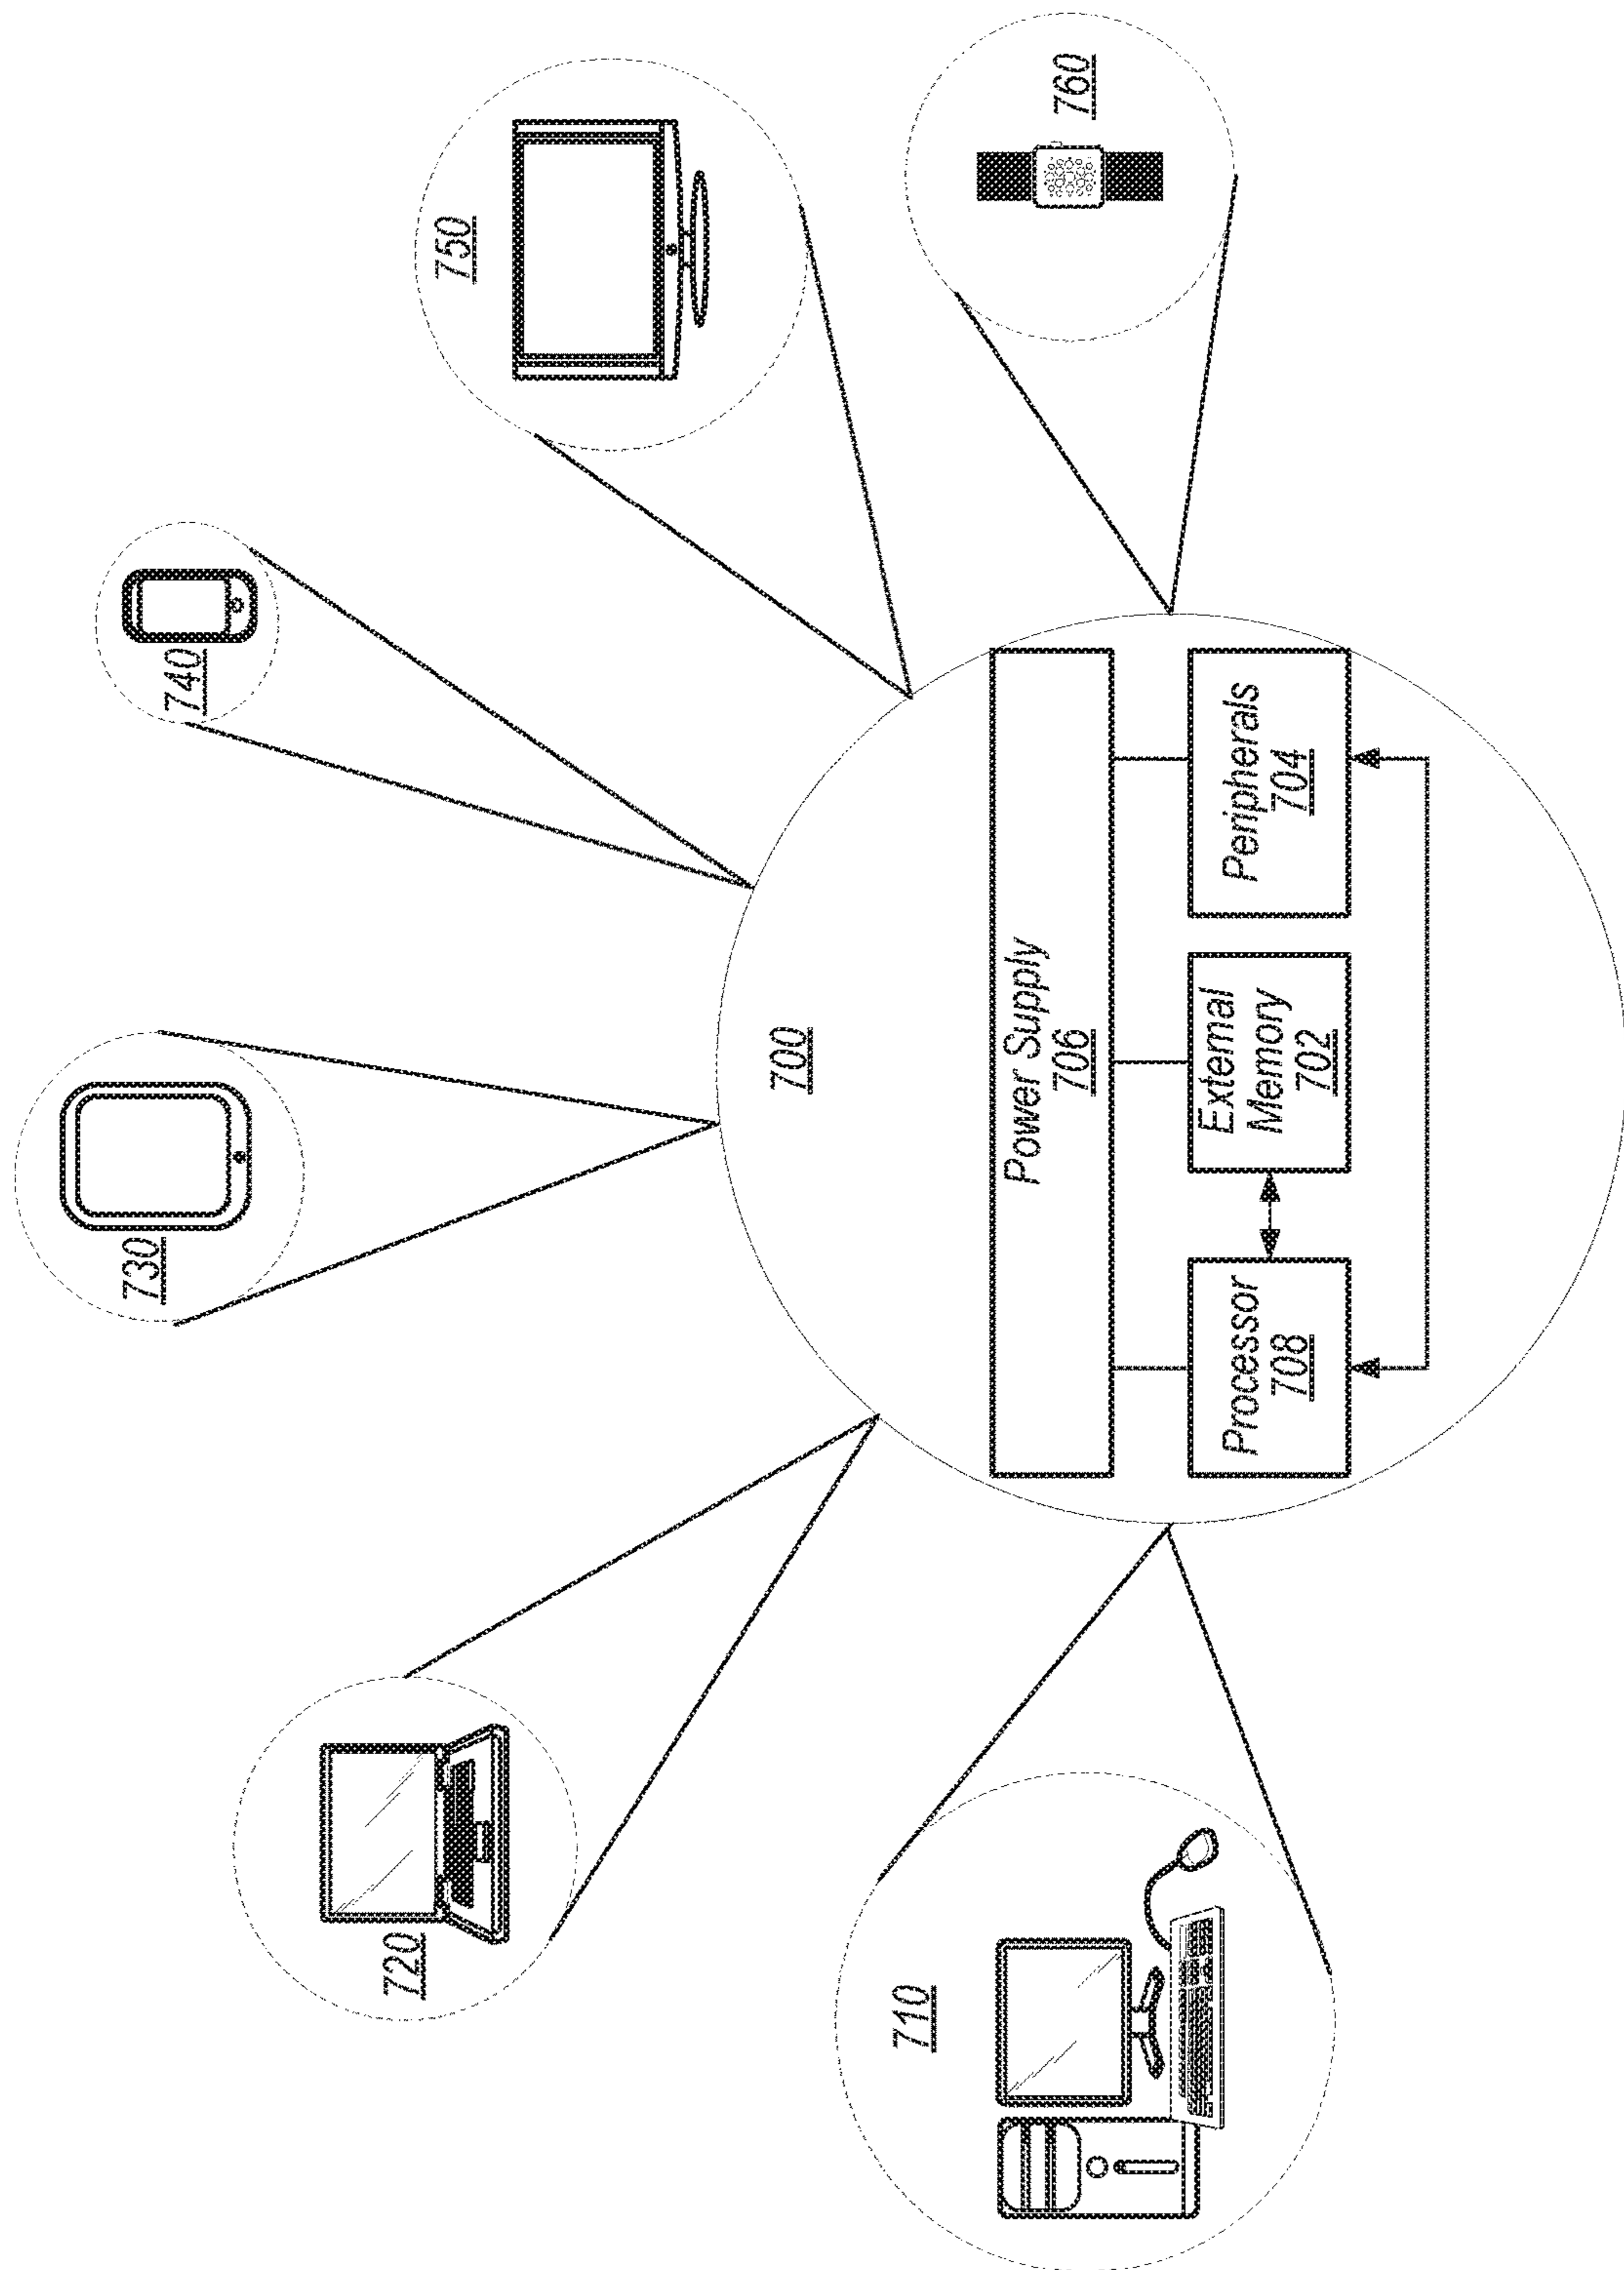 710
720
730
740
750
760
700
Power Supply
706
Processor
708
External
Memory
702
Peripherals
704